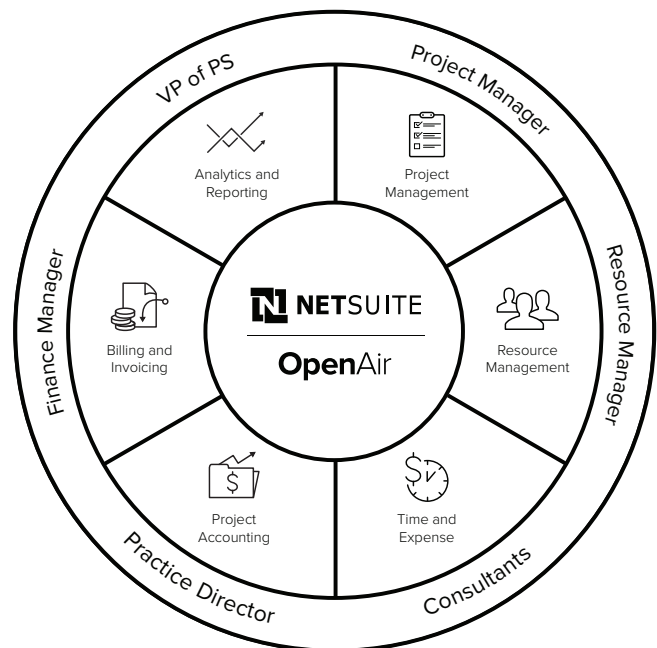 VP of PS
Project Manager
Analytics and
Reporting
Project
Management
Finance Manager
Billing and
Invoicing
NETSUITE
OpenAir
Resource
Management
Resource Manager
Project
Accounting
Time and
Expense
Practice Director
Consultants